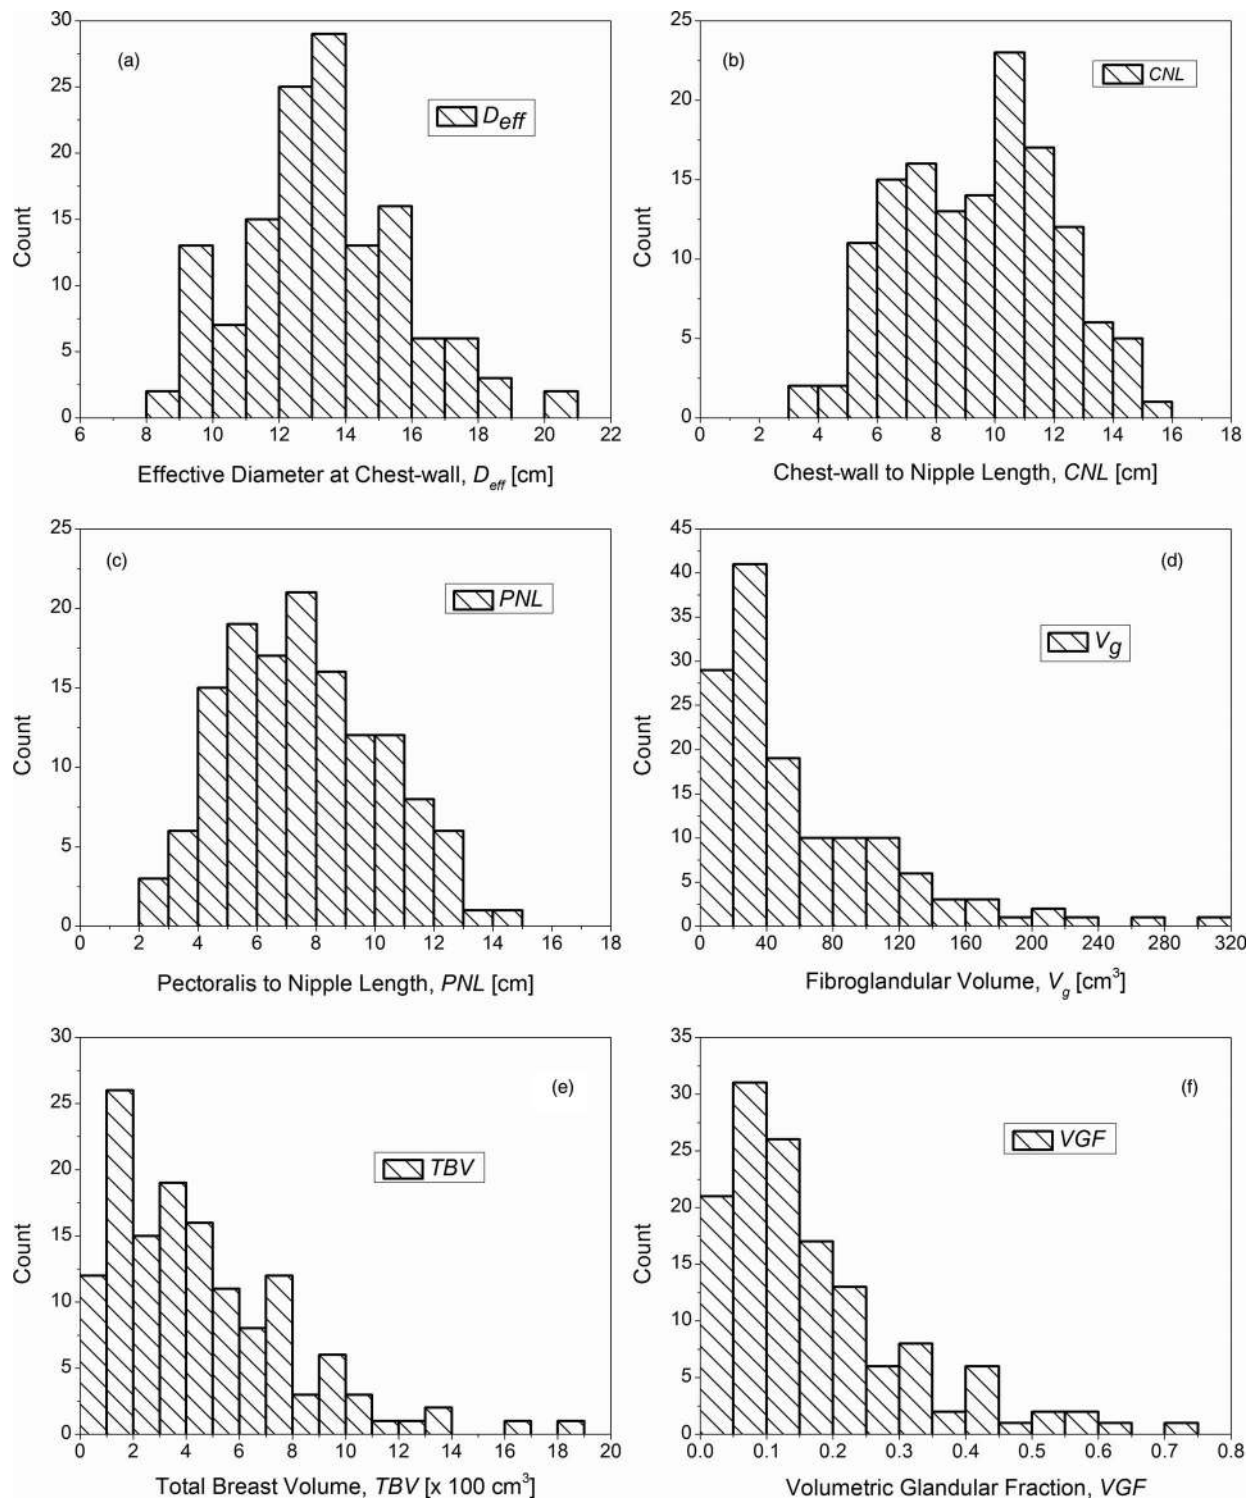 (a)
D_eff
30
25
20
15
10
5
0
Count
6 8 10 12 14 16 18 20 22
Effective Diameter at Chest-wall, D_eff [cm]
(b)
CNL
25
20
15
10
5
0
Count
0 2 4 6 8 10 12 14 16 18
Chest-wall to Nipple Length, CNL [cm]
(c)
PNL
25
20
15
10
5
0
Count
0 2 4 6 8 10 12 14 16 18
Pectoralis to Nipple Length, PNL [cm]
(d)
V_g
45
40
35
30
25
20
15
10
5
0
Count
0 40 80 120 160 200 240 280 320
Fibroglandular Volume, V_g [cm³]
(e)
TBV
30
25
20
15
10
5
0
Count
0 2 4 6 8 10 12 14 16 18 20
Total Breast Volume, TBV [x 100 cm³]
(f)
VGF
35
30
25
20
15
10
5
0
Count
0.0 0.1 0.2 0.3 0.4 0.5 0.6 0.7 0.8
Volumetric Glandular Fraction, VGF